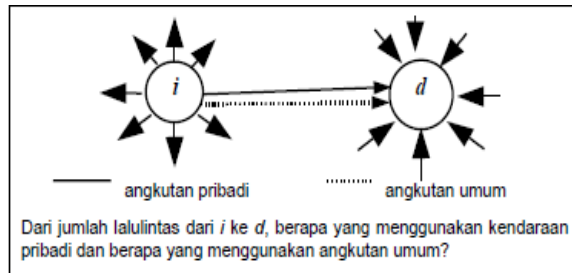 i
d
angkutan pribadi
angkutan umum
Dari jumlah lalulintas dari i ke d, berapa yang menggunakan kendaraan
pribadi dan berapa yang menggunakan angkutan umum?